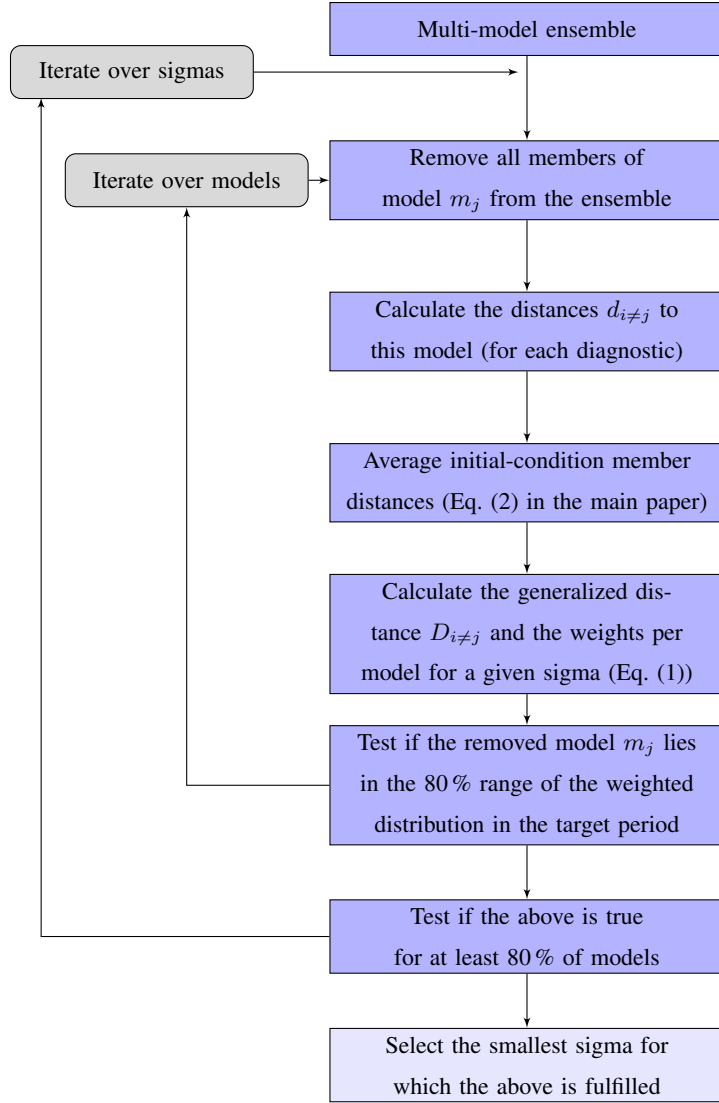 Multi-model ensemble
Iterate over sigmas
Remove all members of
model $m_j$ from the ensemble
Iterate over models
Calculate the distances $d_{i \neq j}$ to
this model (for each diagnostic)
Average initial-condition member
distances (Eq. (2) in the main paper)
Calculate the generalized dis-
tance $D_{i \neq j}$ and the weights per
model for a given sigma (Eq. (1))
Test if the removed model $m_j$ lies
in the 80 % range of the weighted
distribution in the target period
Test if the above is true
for at least 80 % of models
Select the smallest sigma for
which the above is fulfilled